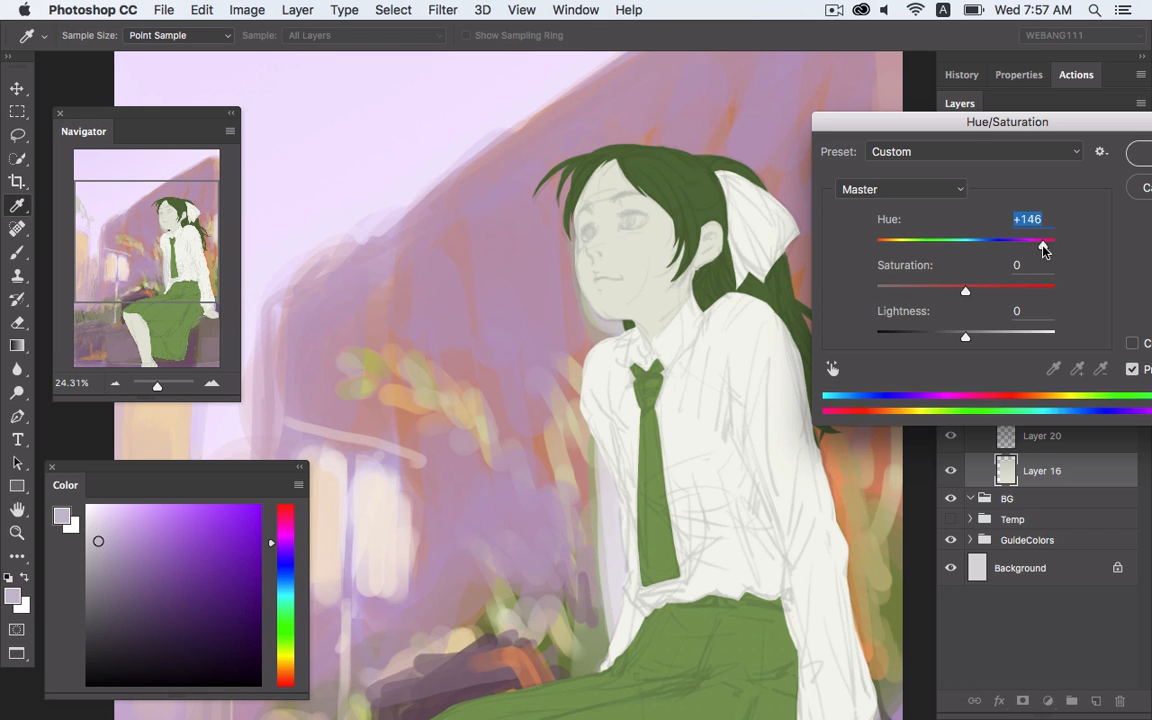 Photoshop CC File Edit Image Layer Type Select Filter 3D View Window Help A Wed 7:57 AM
Sample Size: Point Sample Sample: All Layers Show Sampling Ring WEBANG111
History Properties Actions
Layers
Navigator
24.31%
Hue/Saturation
Preset: Custom
Ca
Master
Hue: +146
Saturation: 0
Lightness: 0
C
Layer 20
Layer 16
BG
Temp
GuideColors
Background
Color
T
fx